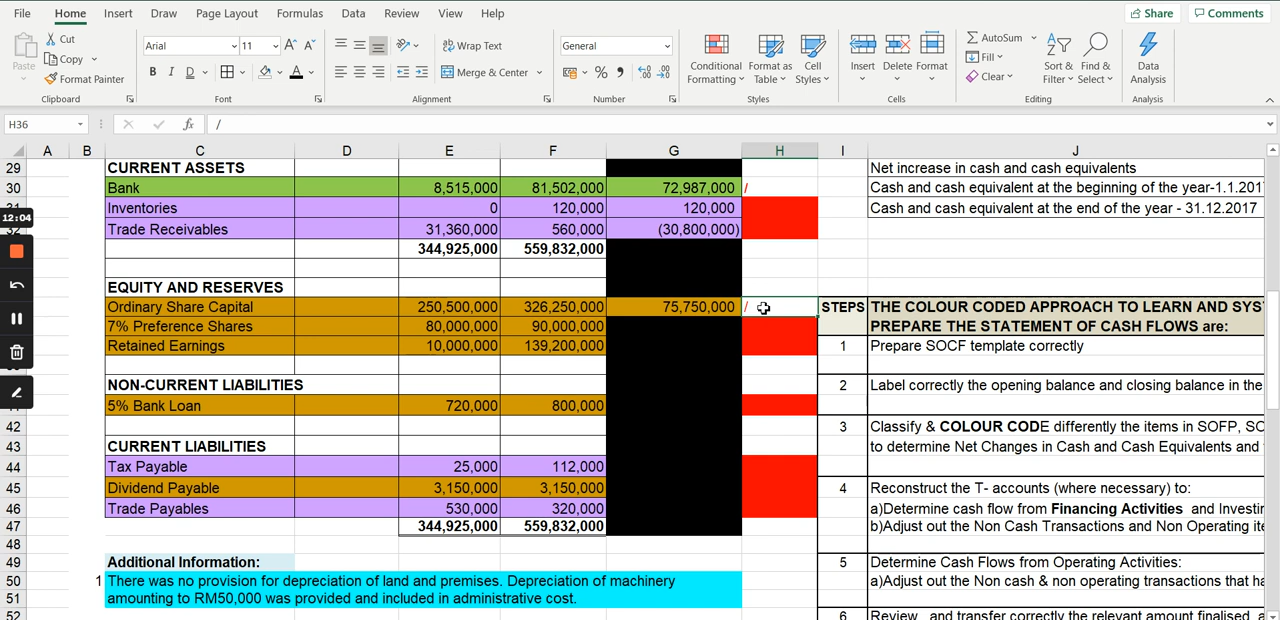 File Home Insert Draw Page Layout Formulas Data Review View Help Share Comments
Cut
Copy
Format Painter
Paste
Clipboard
Arial 11 A A
B I D A
Font
Wrap Text
Merge & Center
Alignment
General
% , .00
Number
Conditional Formatting
Format as Table
Cell Styles
Styles
Insert Delete Format
Cells
AutoSum
Fill
Clear
Sort & Filter
Find & Select
Editing
Data Analysis
Analysis
H36 fx /
A B C D E F G H I J
29 CURRENT ASSETS Net increase in cash and cash equivalents
30 Bank 8,515,000 81,502,000 72,987,000 / Cash and cash equivalent at the beginning of the year-1.1.201
Inventories 0 120,000 120,000 Cash and cash equivalent at the end of the year - 31.12.2017
12:04
Trade Receivables 31,360,000 560,000 (30,800,000)
344,925,000 559,832,000
EQUITY AND RESERVES
Ordinary Share Capital 250,500,000 326,250,000 75,750,000 / STEPS THE COLOUR CODED APPROACH TO LEARN AND SYS
7% Preference Shares 80,000,000 90,000,000 PREPARE THE STATEMENT OF CASH FLOWS are:
Retained Earnings 10,000,000 139,200,000 1 Prepare SOCF template correctly
NON-CURRENT LIABILITIES 2 Label correctly the opening balance and closing balance in the
5% Bank Loan 720,000 800,000
42 3 Classify & COLOUR CODE differently the items in SOFP, SO
43 CURRENT LIABILITIES to determine Net Changes in Cash and Cash Equivalents and
44 Tax Payable 25,000 112,000
45 Dividend Payable 3,150,000 3,150,000 4 Reconstruct the T- accounts (where necessary) to:
46 Trade Payables 530,000 320,000 a)Determine cash flow from Financing Activities and Investin
47 344,925,000 559,832,000 b)Adjust out the Non Cash Transactions and Non Operating ite
48
49 Additional Information: 5 Determine Cash Flows from Operating Activities:
50 1 There was no provision for depreciation of land and premises. Depreciation of machinery a)Adjust out the Non cash & non operating transactions that ha
51 amounting to RM50,000 was provided and included in administrative cost.
52 6 Review and transfer correctly the relevant amount finalised